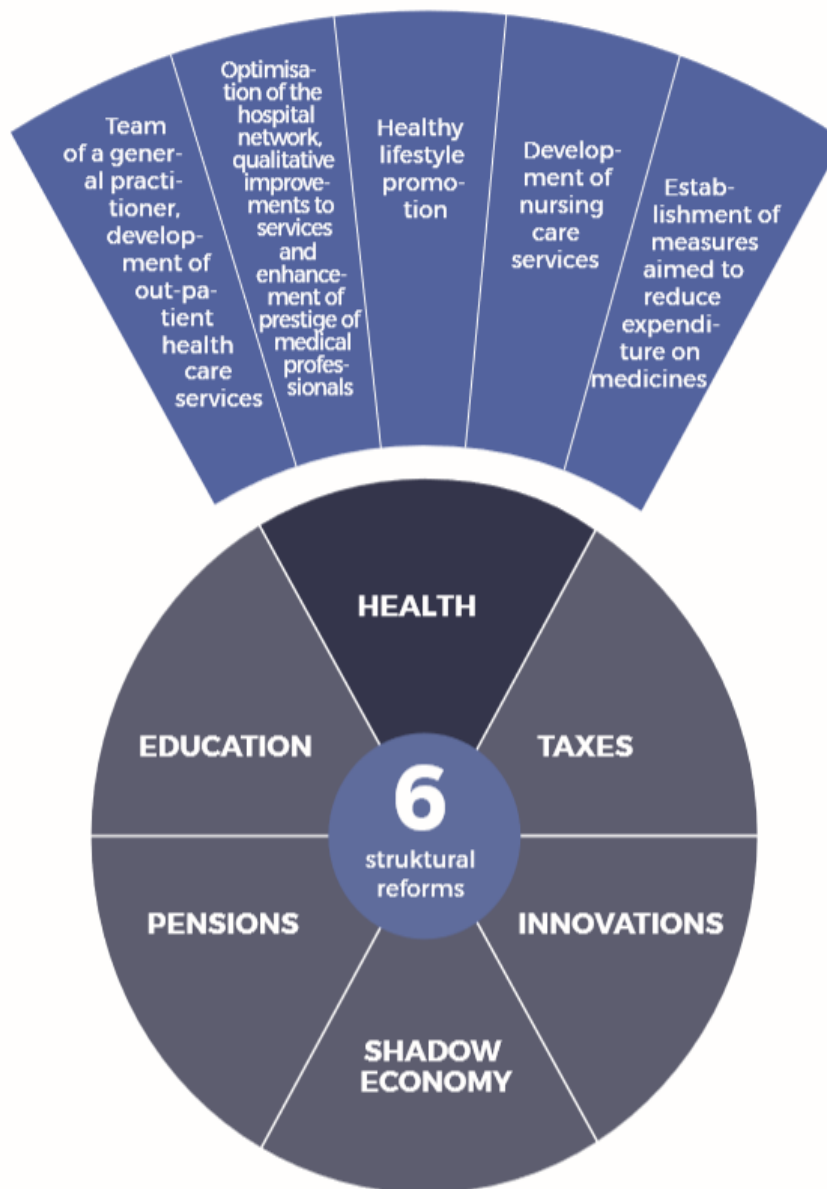 Team
of a gener-
al practi-
tioner,
develop-
ment of
out-pa-
tient
health
care
services
Optimisa-
tion of the
hospital
network,
qualitative
improve-
ments to
services
and
enhance-
ment of
prestige of
medical
profes-
sionals
Healthy
lifestyle
promo-
tion
Develop-
ment of
nursing
care
services
Estab-
lishment of
measures
aimed to
reduce
expendi-
ture on
medicines
HEALTH
EDUCATION
TAXES
6
struktural
reforms
PENSIONS
INNOVATIONS
SHADOW
ECONOMY